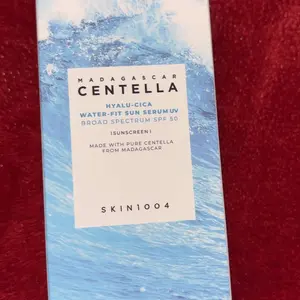 MADAGASCAR
CENTELLA
HYALU-CICA
WATER-FIT SUN SERUM UV
BROAD SPECTRUM SPF 50
(SUNSCREEN)
MADE WITH PURE CENTELLA
FROM MADAGASCAR
SKIN1004